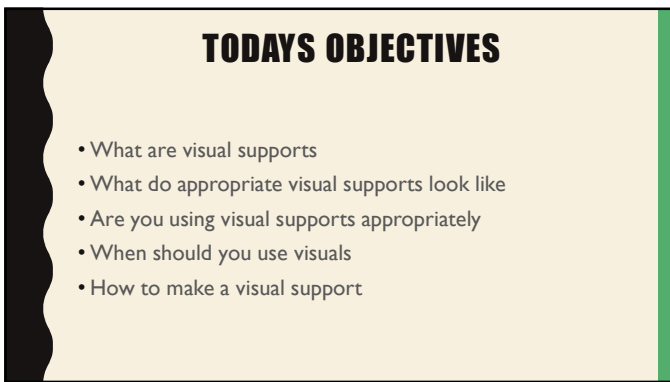 TODAYS OBJECTIVES
• What are visual supports
• What do appropriate visual supports look like
• Are you using visual supports appropriately
• When should you use visuals
• How to make a visual support